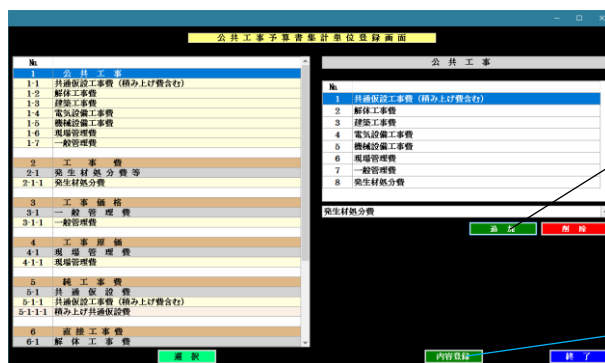 公共工事予算書集計単位登録画面
No.
1 公共工事
1-1 共通仮設工事費(積み上げ費含む)
1-2 解体工事費
1-3 建築工事費
1-4 電気設備工事費
1-5 機械設備工事費
1-6 現場管理費
1-7 一般管理費
2 工事費
2-1 発生材処分費等
2-1-1 発生材処分費
3 工事価格
3-1 一般管理費
3-1-1 一般管理費
4 工事原価
4-1 現場管理費
4-1-1 現場管理費
5 純工事費
5-1 共通仮設費
5-1-1 共通仮設工事費(積み上げ費含む)
5-1-1-1 積み上げ共通仮設費
6 直接工事費
6-1 解体工事費
選択
公共工事
No.
1 共通仮設工事費(積み上げ費含む)
2 解体工事費
3 建築工事費
4 電気設備工事費
5 機械設備工事費
6 現場管理費
7 一般管理費
8 発生材処分費
発生材処分費
追加 削除
内容登録 終了